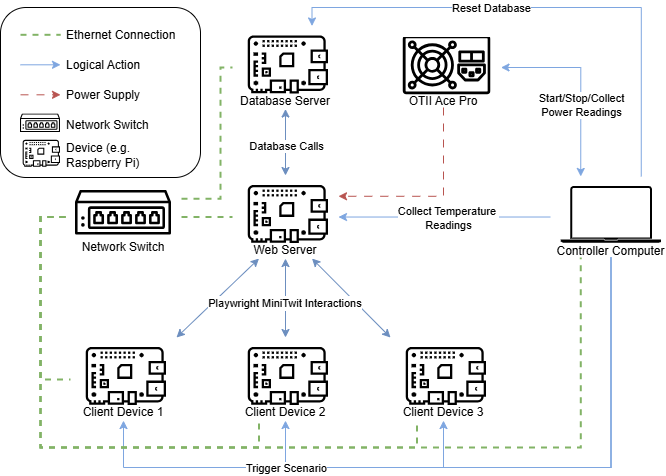 Reset Database
Ethernet Connection
Logical Action
Power Supply
Network Switch
Device (e.g.
Raspberry Pi)
Database Server
OTII Ace Pro
Start/Stop/Collect
Power Readings
Database Calls
Network Switch
Web Server
Collect Temperature
Readings
Controller Computer
Playwright MiniTwit Interactions
Client Device 1
Client Device 2
Client Device 3
Trigger Scenario